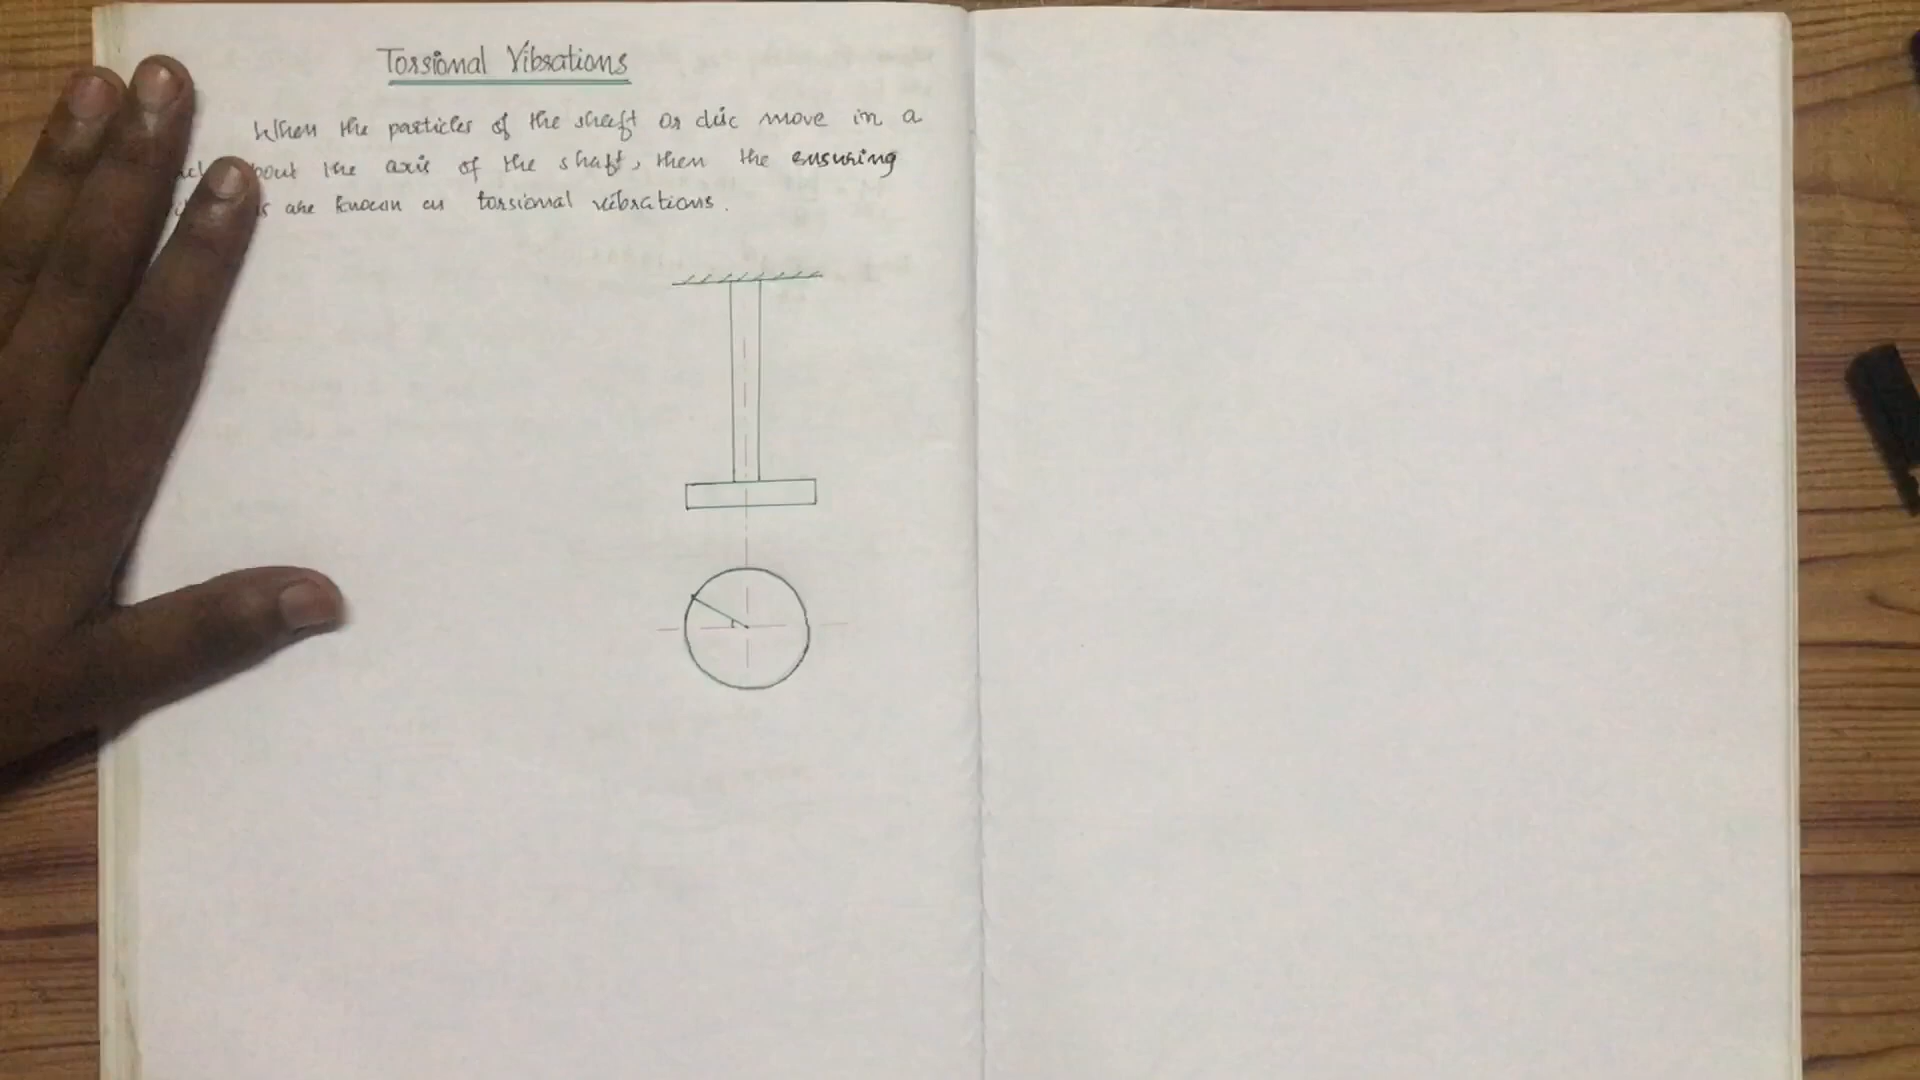 Torsional Vibrations
When the particles of the shaft or disc move in a
about the axis of the shaft, then the ensuring
are known as torsional vibrations.